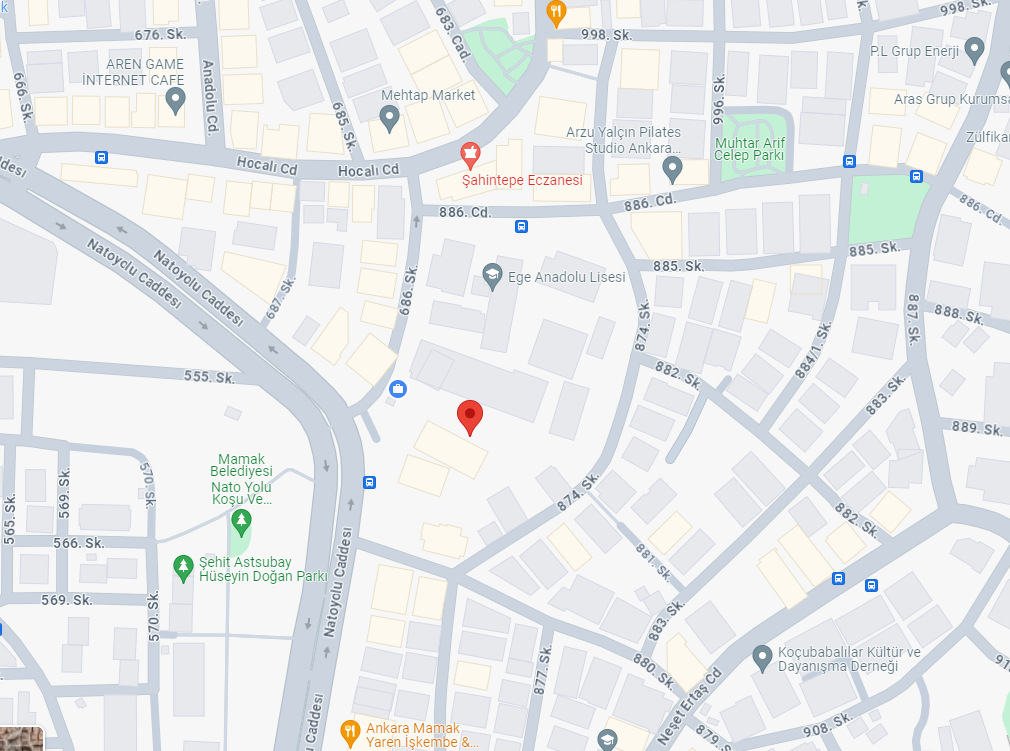 k
676. Sk.
998. Sk.
998. Sk.
683. Cad.
P.L Grup Enerji
AREN GAME
İNTERNET CAFE
666. Sk.
Anadolu Cd.
685. Sk.
Mehtap Market
996. Sk.
Aras Grup Kurumsa
Arzu Yalçın Pilates
Studio Ankara...
Muhtar Arif
Celep Parkı
Zülfika
Hocalı Cd
Hocalı Cd
Şahintepe Eczanesi
886. Cd.
886. Cd.
886. Cd.
Natoyolu Caddesi
Natoyolu Caddesi
885. Sk.
885. Sk.
Ege Anadolu Lisesi
686. Sk.
687. Sk.
874. Sk.
887. Sk.
888. Sk.
884/1. Sk.
555. Sk.
882. Sk.
883. Sk.
889. Sk.
Mamak
Belediyesi
Nato Yolu
Koşu Ve...
570. Sk.
569. Sk.
565. Sk.
874. Sk.
882. Sk.
566. Sk.
881. Sk.
Şehit Astsubay
Hüseyin Doğan Parkı
Natoyolu Caddesi
569. Sk.
570. Sk.
883. Sk.
880. Sk.
877. Sk.
Koçubabalılar Kültür ve
Dayanışma Derneği
Neşet Ertaş Cd
908. Sk.
879. S
91
Caddesi
Ankara Mamak
Yaren İşkembe &...